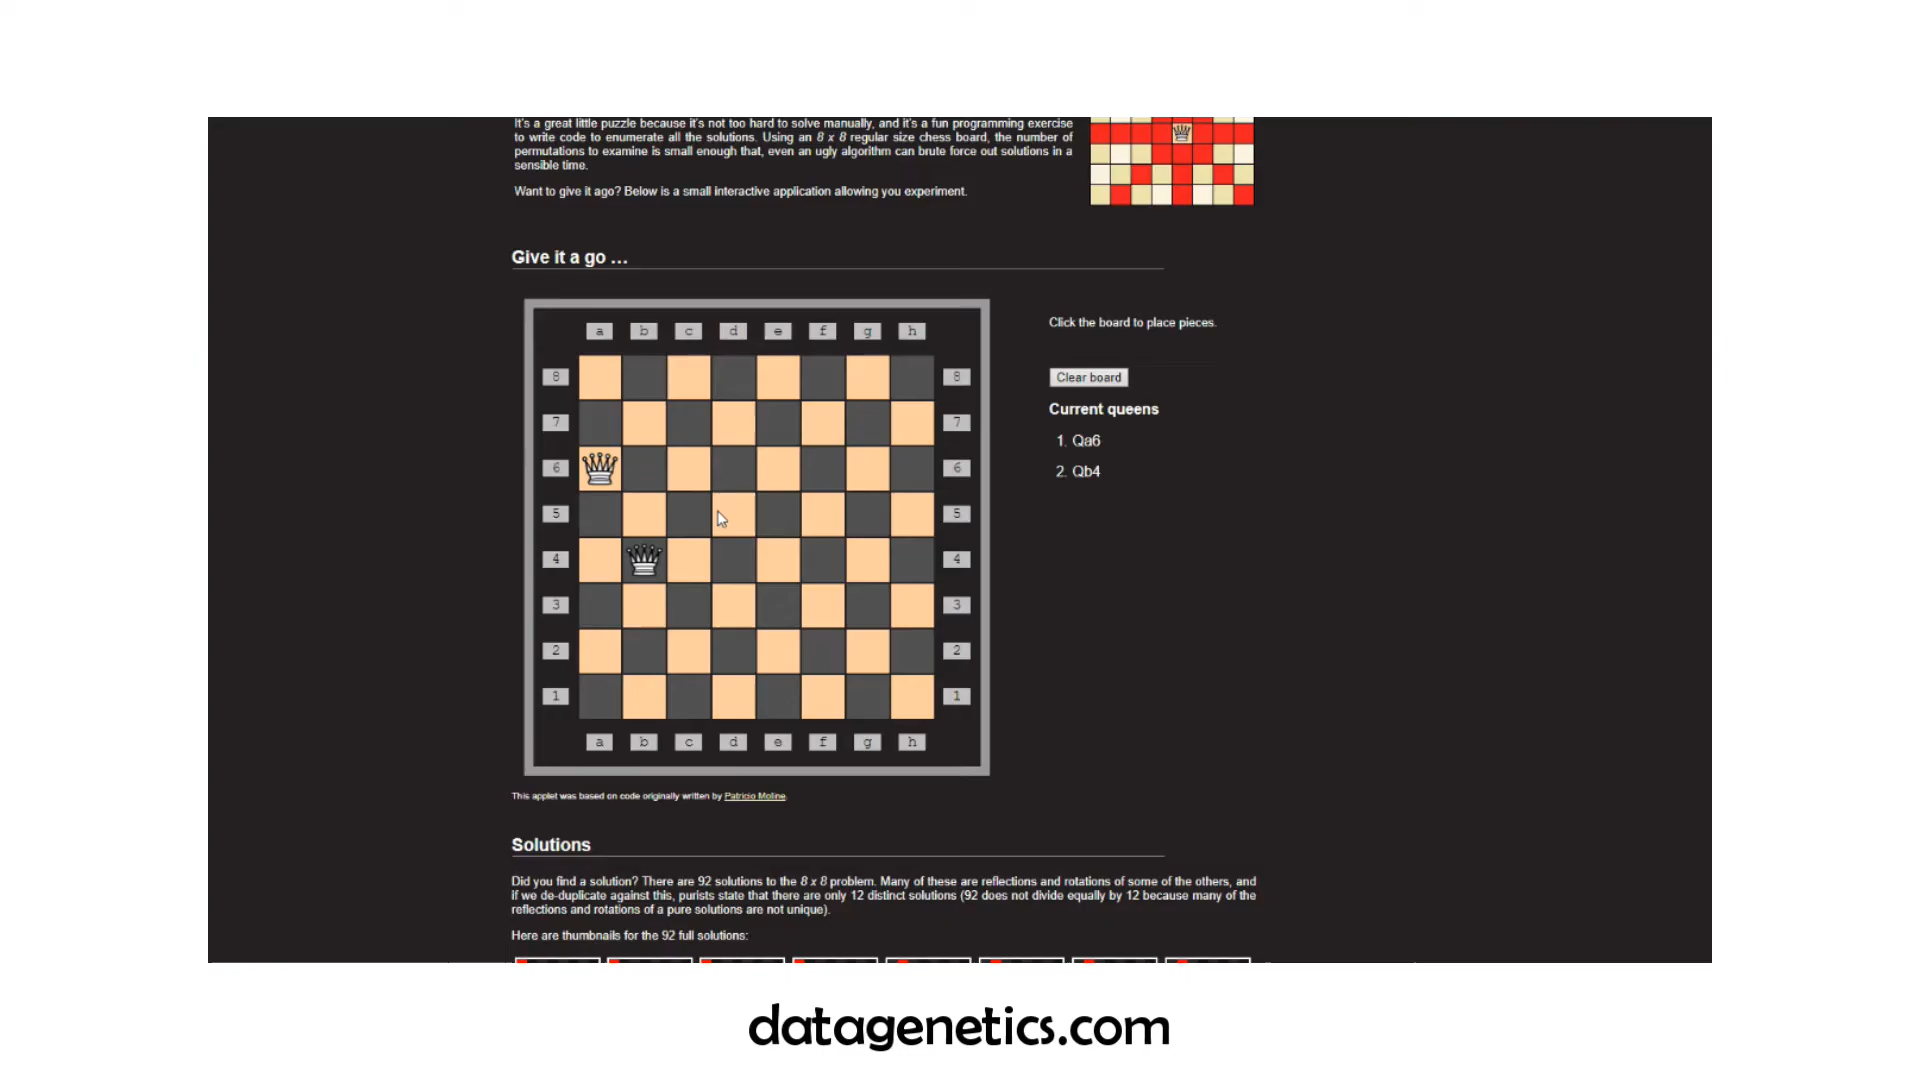 It's a great little puzzle because it's not too hard to solve manually, and it's a fun programming exercise
to write code to enumerate all the solutions. Using an 8 x 8 regular size chess board, the number of
permutations to examine is small enough that, even an ugly algorithm can brute force out solutions in a
sensible time.
Want to give it ago? Below is a small interactive application allowing you experiment.
Give it a go ...
a b c d e f g h
Click the board to place pieces.
8 8
Clear board
Current queens
7 7
1. Qa6
6 6
2. Qb4
5 5
4 4
3 3
2 2
1 1
a b c d e f g h
This applet was based on code originally written by Patricio Moline.
Solutions
Did you find a solution? There are 92 solutions to the 8 x 8 problem. Many of these are reflections and rotations of some of the others, and
if we de-duplicate against this, purists state that there are only 12 distinct solutions (92 does not divide equally by 12 because many of the
reflections and rotations of a pure solutions are not unique).
Here are thumbnails for the 92 full solutions:
datagenetics.com